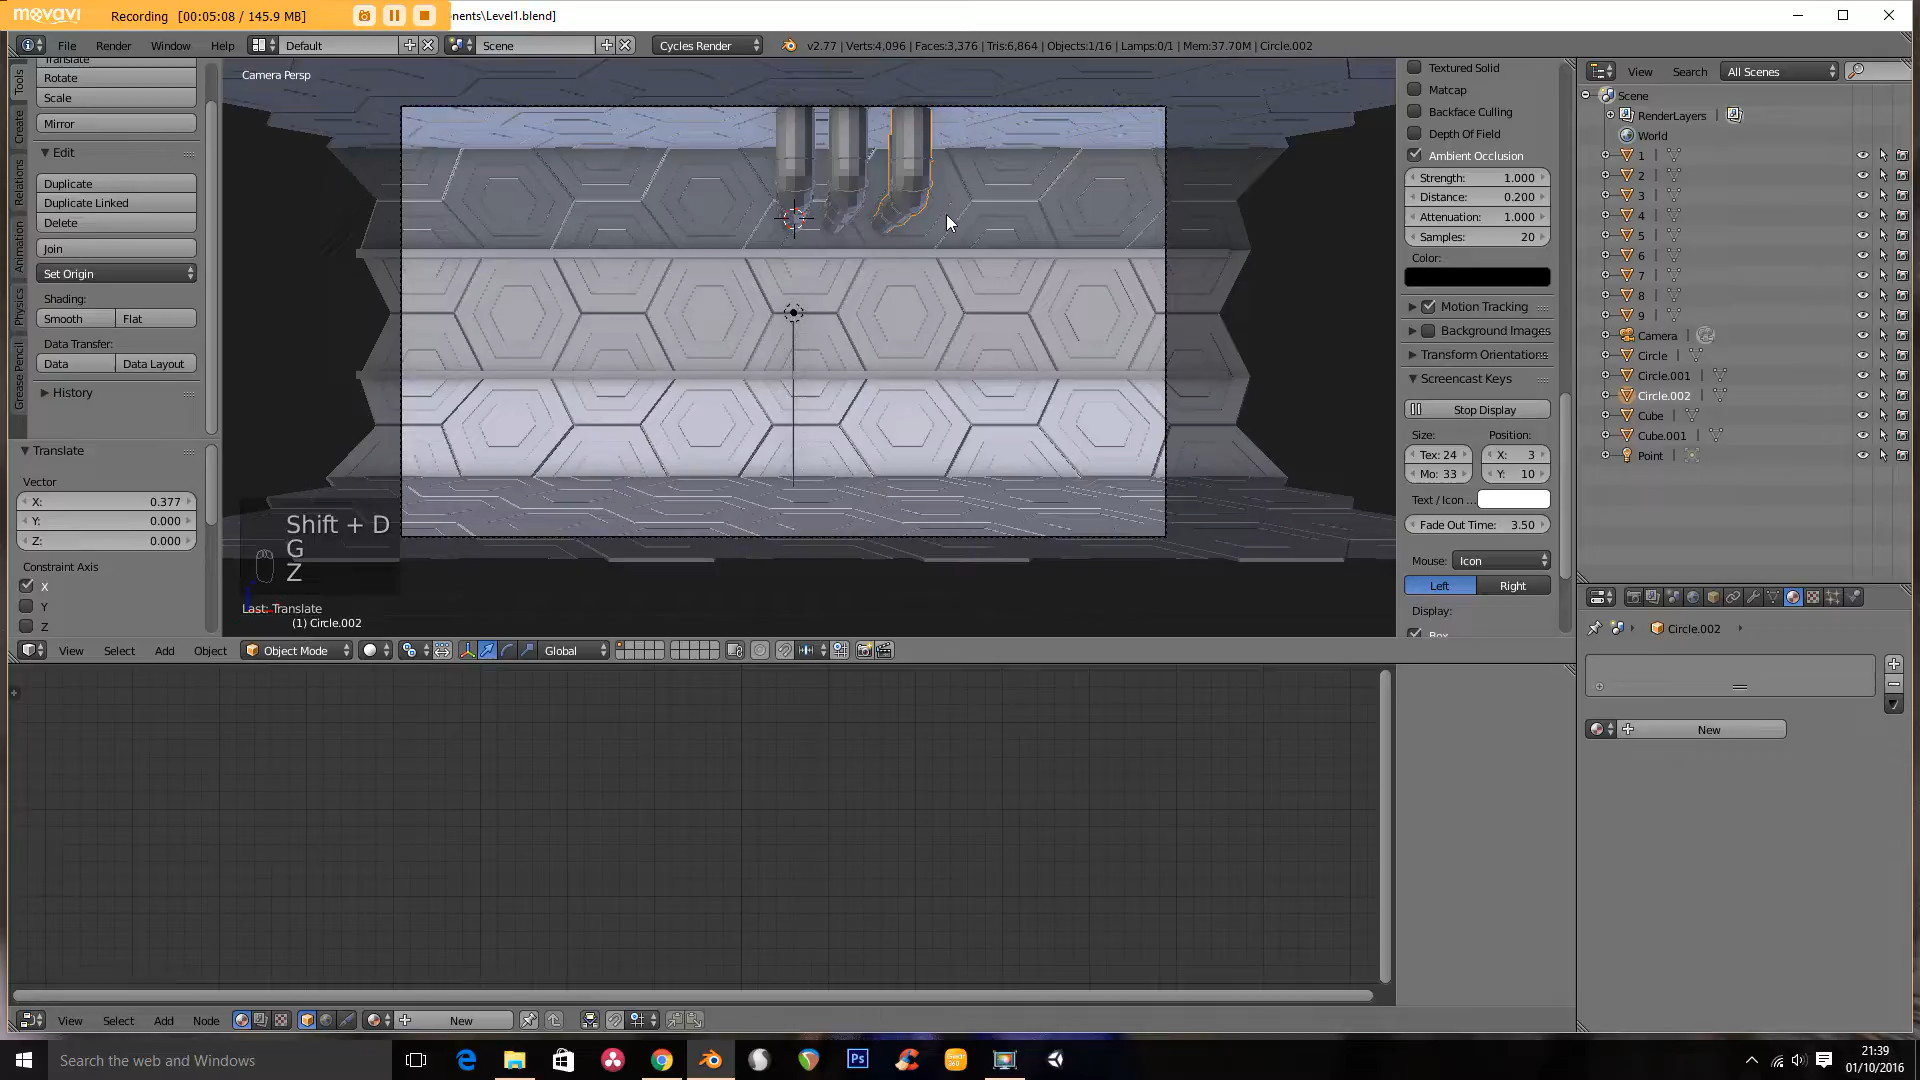 movavi Recording [00:05:08 / 145.9 MB] nents\Level1.blend]
File Render Window Help Default Scene Cycles Render v2.77 | Verts:4,096 | Faces:3,376 | Tris:6,864 | Objects:1/16 | Lamps:0/1 | Mem:37.70M | Circle.002
Translate
Rotate
Scale
Mirror
Edit
Duplicate
Duplicate Linked
Delete
Join
Set Origin
Shading:
Smooth Flat
Data Transfer:
Data Data Layout
History
Tools
Create
Relations
Animation
Physics
Grease Pencil
Translate
Vector
X: 0.377
Y: 0.000
Z: 0.000
Constraint Axis
X
Y
Z
Camera Persp
Shift + D
G
Z
Last: Translate
(1) Circle.002
View Select Add Object Object Mode Global
Textured Solid
Matcap
Backface Culling
Depth Of Field
Ambient Occlusion
Strength: 1.000
Distance: 0.200
Attenuation: 1.000
Samples: 20
Color:
Motion Tracking
Background Images
Transform Orientations
Screencast Keys
Stop Display
Size: Position:
Tex: 24 X: 3
Mo: 33 Y: 10
Text / Icon ...
Fade Out Time: 3.50
Mouse: Icon
Left Right
Display:
Box
View Search All Scenes
Scene
RenderLayers
World
1
2
3
4
5
6
7
8
9
Camera
Circle
Circle.001
Circle.002
Cube
Cube.001
Point
Circle.002
New
View Select Add Node New
Search the web and Windows
Ps
21:39
01/10/2016